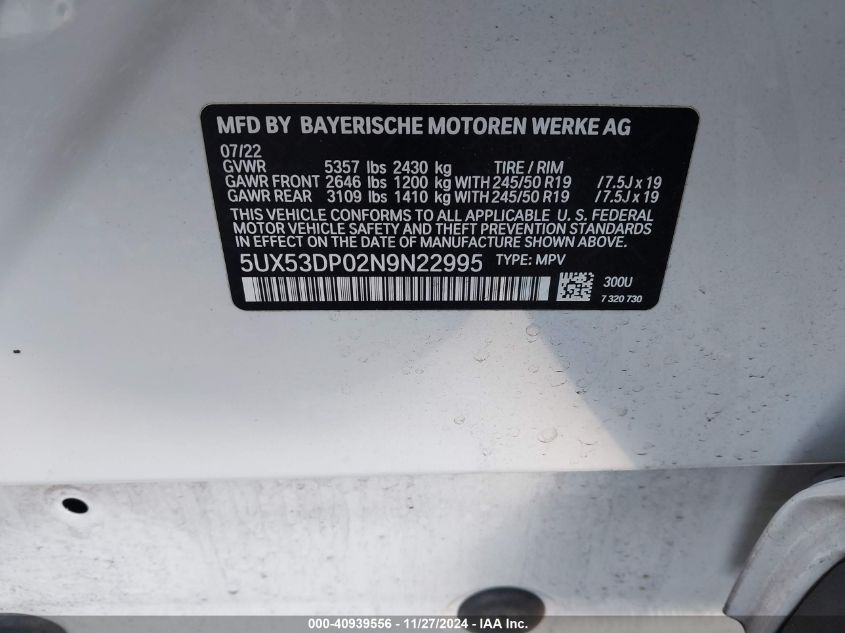 MFD BY BAYERISCHE MOTOREN WERKE AG
07/22
GVWR 5357 lbs 2430 kg TIRE / RIM
GAWR FRONT 2646 lbs 1200 kg WITH 245/50 R19 / 7.5J x 19
GAWR REAR 3109 lbs 1410 kg WITH 245/50 R19 / 7.5J x 19
THIS VEHICLE CONFORMS TO ALL APPLICABLE U. S. FEDERAL
MOTOR VEHICLE SAFETY AND THEFT PREVENTION STANDARDS
IN EFFECT ON THE DATE OF MANUFACTURE SHOWN ABOVE.
5UX53DP02N9N22995 TYPE: MPV
300U
7 320 730
000-40939556 - 11/27/2024 - IAA Inc.